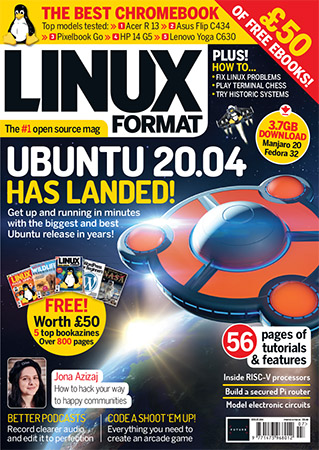 THE BEST CHROMEBOOK
Top models tested: » 1 Acer R 13 » 2 Asus Flip C434
» 3 Pixelbook Go » 4 HP 14 G5 » 5 Lenovo Yoga C630
£50
OF FREE EBOOKS!
LINUX
FORMAT
The #1 open source mag
PLUS!
HOW TO...
• FIX LINUX PROBLEMS
• PLAY TERMINAL CHESS
• TRY HISTORIC SYSTEMS
3.7GB
DOWNLOAD
Manjaro 20
Fedora 32
UBUNTU 20.04
HAS LANDED!
Get up and running in minutes
with the biggest and best
Ubuntu release in years!
FREE!
Worth £50
5 top bookazines
Over 800 pages
56 pages of
tutorials
& features
Inside RISC-V processors
Build a secured Pi router
Model electronic circuits
Jona Azizaj
How to hack your way
to happy communities
BETTER PODCASTS
Record clearer audio
and edit it to perfection
CODE A SHOOT 'EM UP!
Everything you need to
create an arcade game
FUTURE